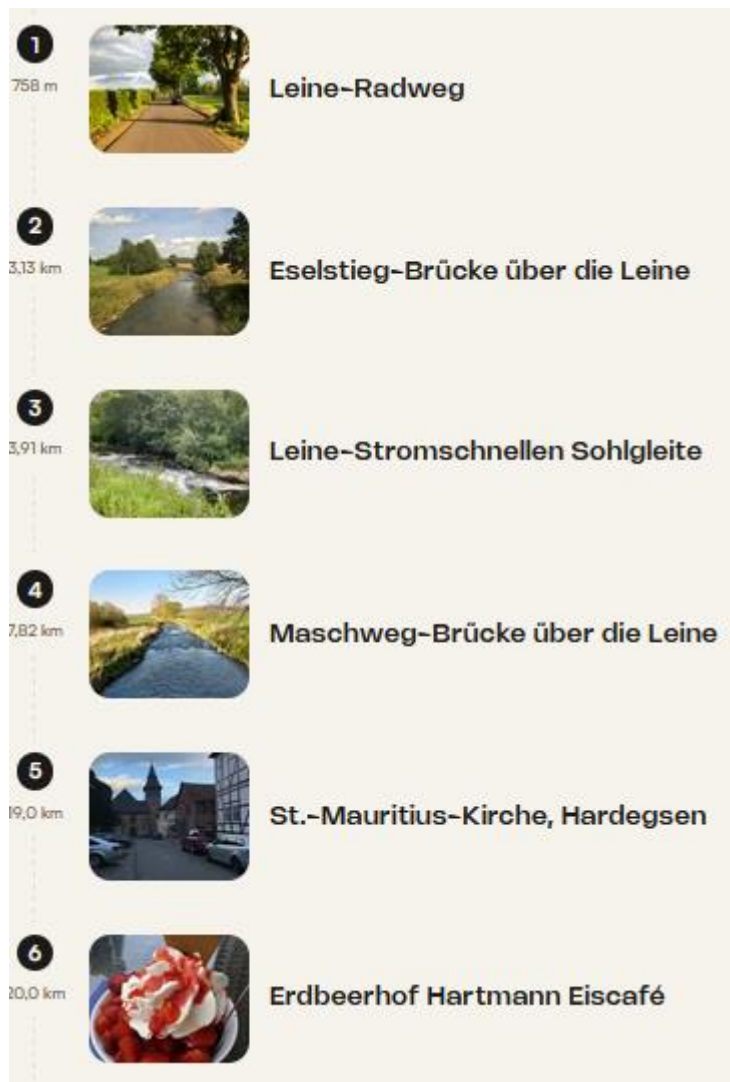 1
758 m
Leine-Radweg
2
3,13 km
Eselstieg-Brücke über die Leine
3
3,91 km
Leine-Stromschnellen Sohlgleite
4
7,82 km
Maschweg-Brücke über die Leine
5
19,0 km
St.-Mauritius-Kirche, Hardegsen
6
20,0 km
Erdbeerhof Hartmann Eiscafé